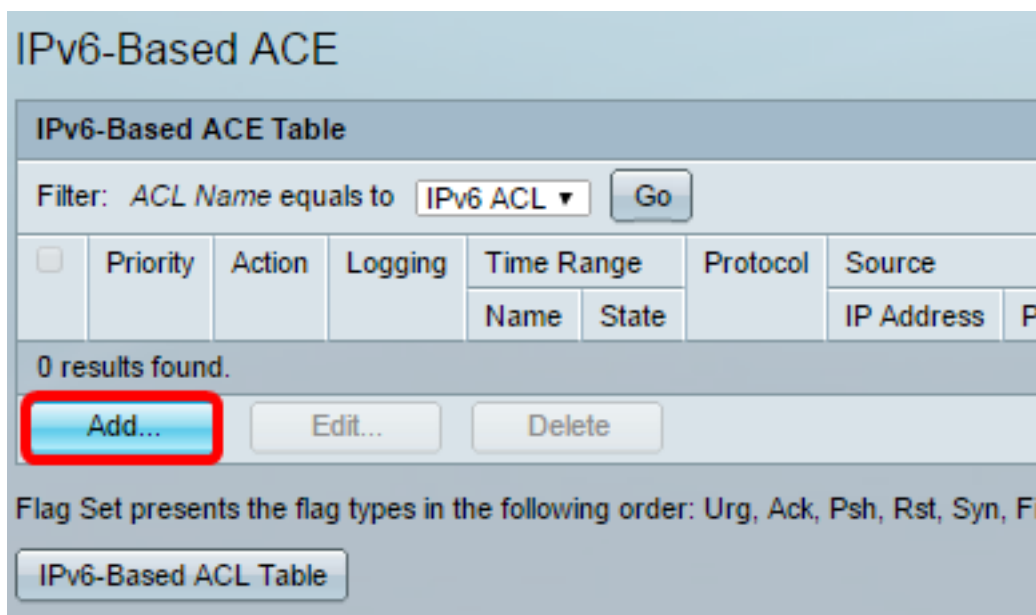 IPv6-Based ACE
IPv6-Based ACE Table
Filter: ACL Name equals to IPv6 ACL Go
Priority Action Logging Time Range Protocol Source
Name State IP Address
0 results found.
Add... Edit... Delete
Flag Set presents the flag types in the following order: Urg, Ack, Psh, Rst, Syn,
IPv6-Based ACL Table